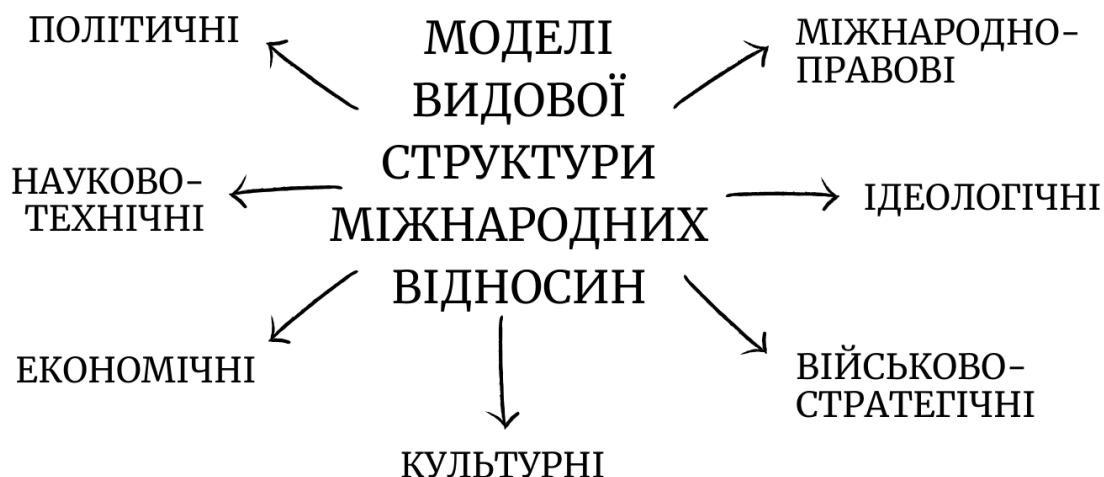 МОДЕЛІ
ВИДОВОЇ
СТРУКТУРИ
МІЖНАРОДНИХ
ВІДНОСИН
ПОЛІТИЧНІ
НАУКОВО-
ТЕХНІЧНІ
ЕКОНОМІЧНІ
КУЛЬТУРНІ
МІЖНАРОДНО-
ПРАВОВІ
ІДЕОЛОГІЧНІ
ВІЙСЬКОВО-
СТРАТЕГІЧНІ